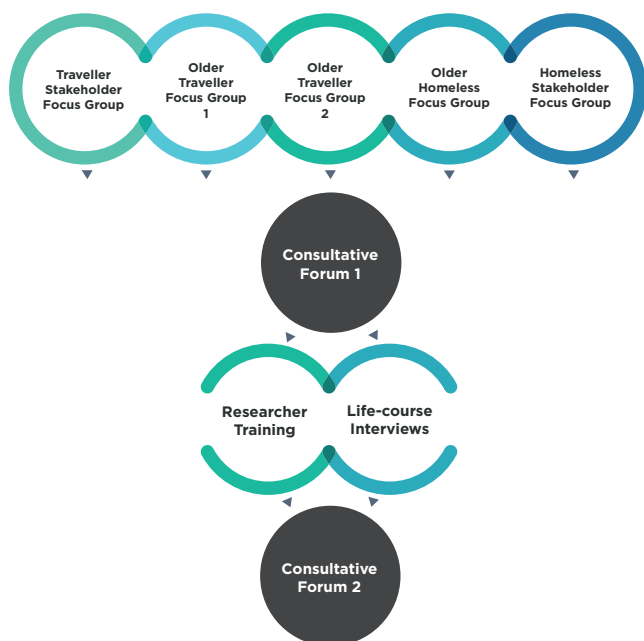 Traveller
Stakeholder
Focus Group
Older
Traveller
Focus Group
1
Older
Traveller
Focus Group
2
Older
Homeless
Focus Group
Homeless
Stakeholder
Focus Group
Consultative
Forum 1
Researcher
Training
Life-course
Interviews
Consultative
Forum 2